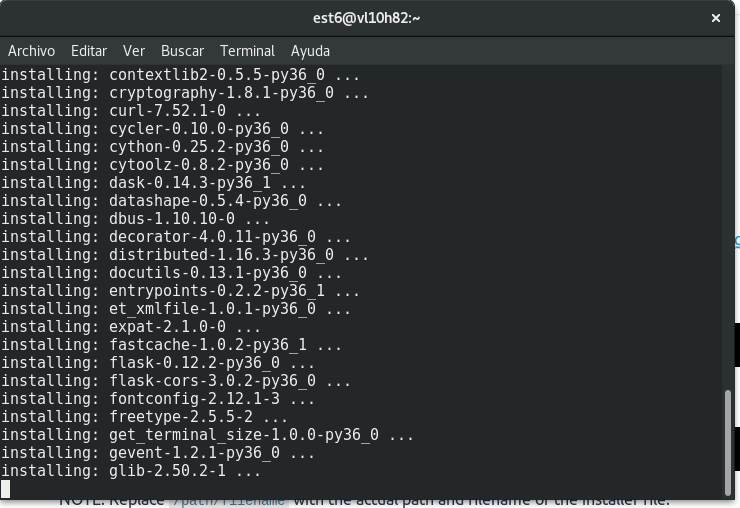 est6@vl10h82:~
Archivo Editar Ver Buscar Terminal Ayuda
installing: contextlib2-0.5.5-py36_0 ...
installing: cryptography-1.8.1-py36_0 ...
installing: curl-7.52.1-0 ...
installing: cycler-0.10.0-py36_0 ...
installing: cython-0.25.2-py36_0 ...
installing: cytoolz-0.8.2-py36_0 ...
installing: dask-0.14.3-py36_1 ...
installing: datashape-0.5.4-py36_0 ...
installing: dbus-1.10.10-0 ...
installing: decorator-4.0.11-py36_0 ...
installing: distributed-1.16.3-py36_0 ...
installing: docutils-0.13.1-py36_0 ...
installing: entrypoints-0.2.2-py36_1 ...
installing: et_xmlfile-1.0.1-py36_0 ...
installing: expat-2.1.0-0 ...
installing: fastcache-1.0.2-py36_1 ...
installing: flask-0.12.2-py36_0 ...
installing: flask-cors-3.0.2-py36_0 ...
installing: fontconfig-2.12.1-3 ...
installing: freetype-2.5.5-2 ...
installing: get_terminal_size-1.0.0-py36_0 ...
installing: gevent-1.2.1-py36_0 ...
installing: glib-2.50.2-1 ...
NOTE: Replace /path/filename with the actual path and filename of the installer file.